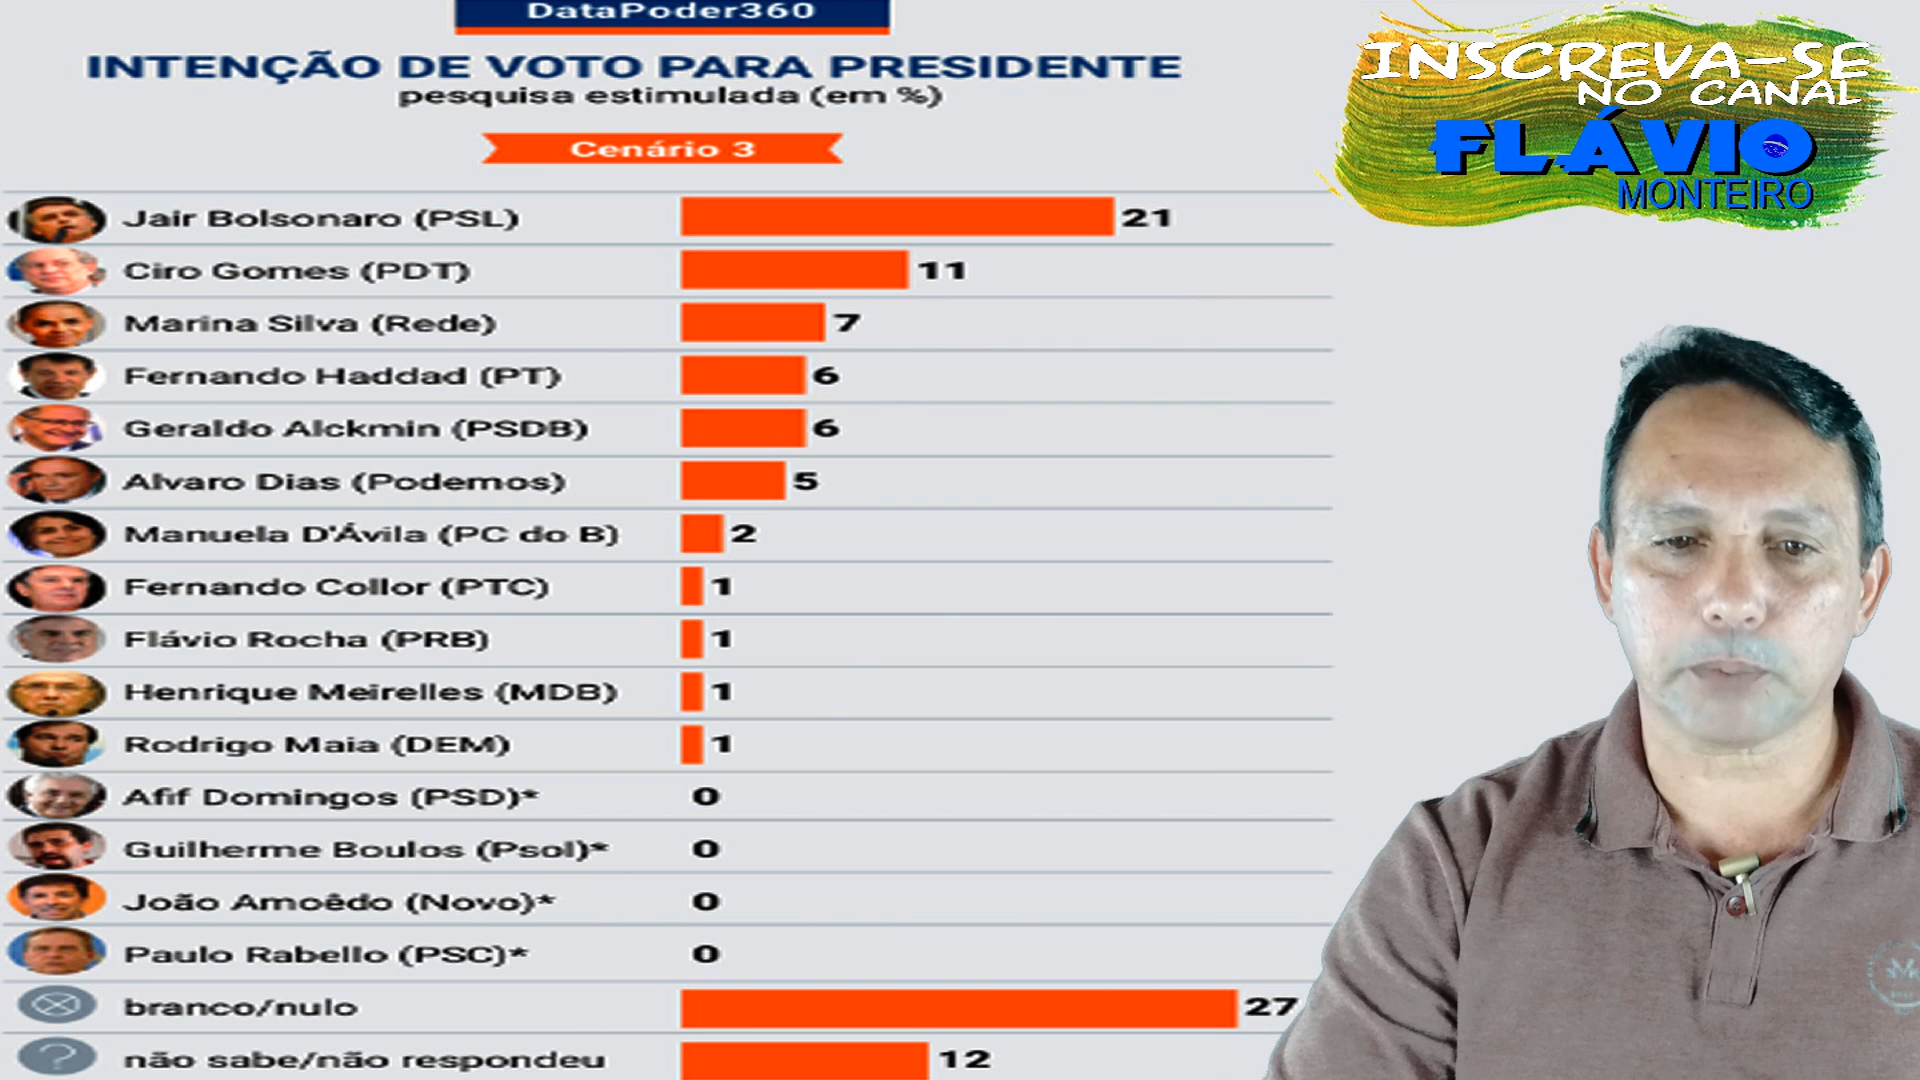 DataPoder360
INTENÇÃO DE VOTO PARA PRESIDENTE
pesquisa estimulada (em %)
Cenário 3
Jair Bolsonaro (PSL) 21
Ciro Gomes (PDT) 11
Marina Silva (Rede) 7
Fernando Haddad (PT) 6
Geraldo Alckmin (PSDB) 6
Alvaro Dias (Podemos) 5
Manuela D'Ávila (PC do B) 2
Fernando Collor (PTC) 1
Flávio Rocha (PRB) 1
Henrique Meirelles (MDB) 1
Rodrigo Maia (DEM) 1
Afif Domingos (PSD)* 0
Guilherme Boulos (Psol)* 0
João Amoêdo (Novo)* 0
Paulo Rabello (PSC)* 0
branco/nulo 27
não sabe/não respondeu 12
INSCREVA-SE
NO CANAL
FLÁVIO
MONTEIRO